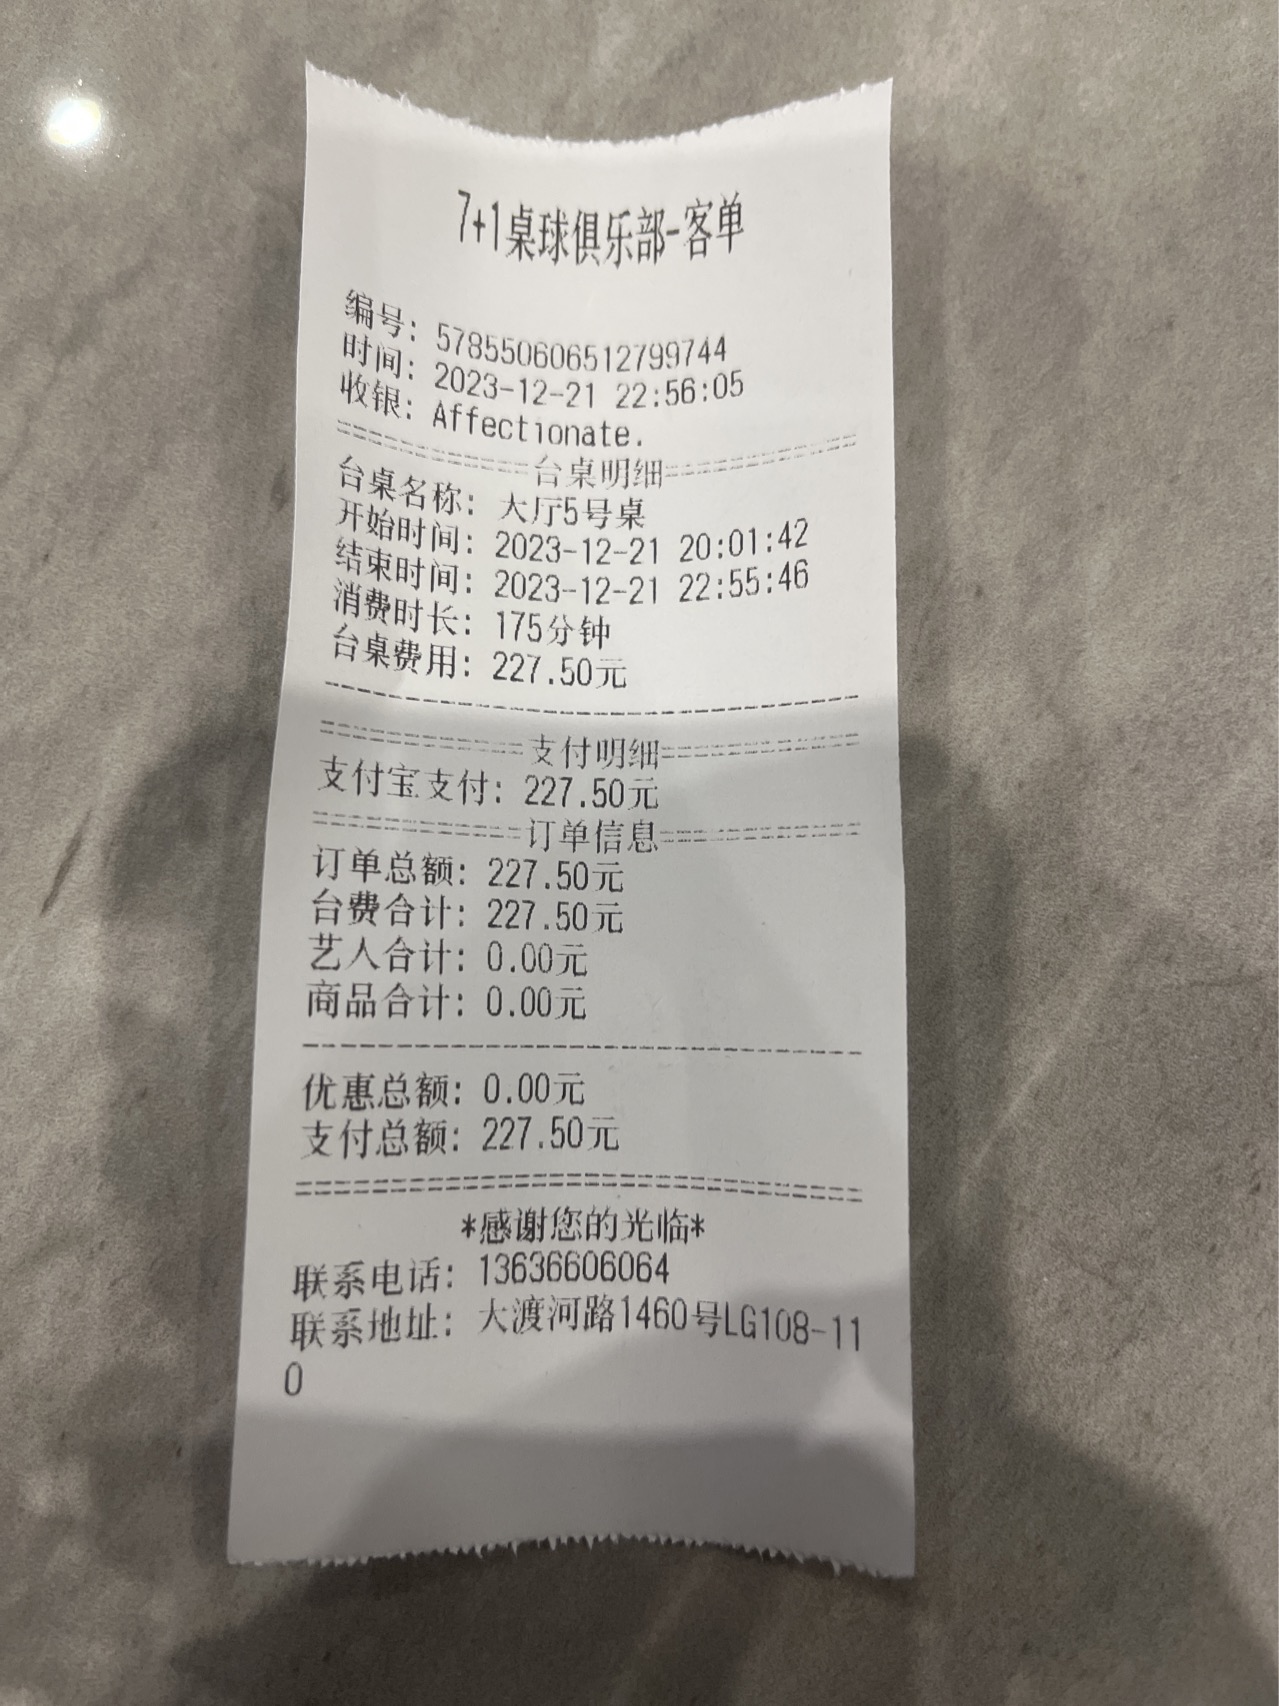 7+1桌球俱乐部-客单
编号: 578550606512799744
时间: 2023-12-21 22:56:05
收银: Affectionate.
================台桌明细================
台桌名称: 大厅5号桌
开始时间: 2023-12-21 20:01:42
结束时间: 2023-12-21 22:55:46
消费时长: 175分钟
台桌费用: 227.50元
------------------------------------------------
================支付明细================
支付宝支付: 227.50元
================订单信息================
订单总额: 227.50元
台费合计: 227.50元
艺人合计: 0.00元
商品合计: 0.00元
------------------------------------------------
优惠总额: 0.00元
支付总额: 227.50元
================================================
*感谢您的光临*
联系电话: 13636606064
联系地址: 大渡河路1460号LG108-11
0